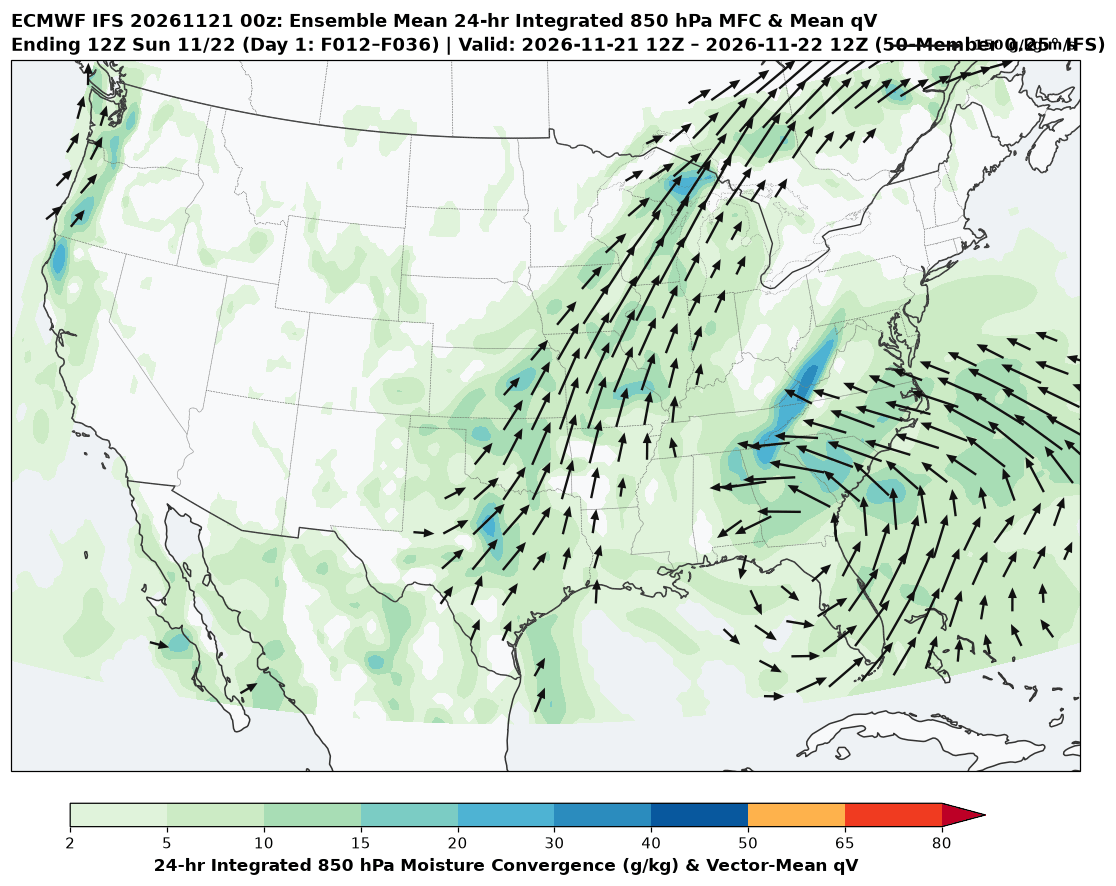 ECMWF IFS 20261121 00z: Ensemble Mean 24-hr Integrated 850 hPa MFC & Mean qV
Ending 12Z Sun 11/22 (Day 1: F012–F036) | Valid: 2026-11-21 12Z – 2026-11-22 12Z (50-Member 0.25° IFS)
150 g/kg·m/s
2 5 10 15 20 30 40 50 65 80
24-hr Integrated 850 hPa Moisture Convergence (g/kg) & Vector-Mean qV